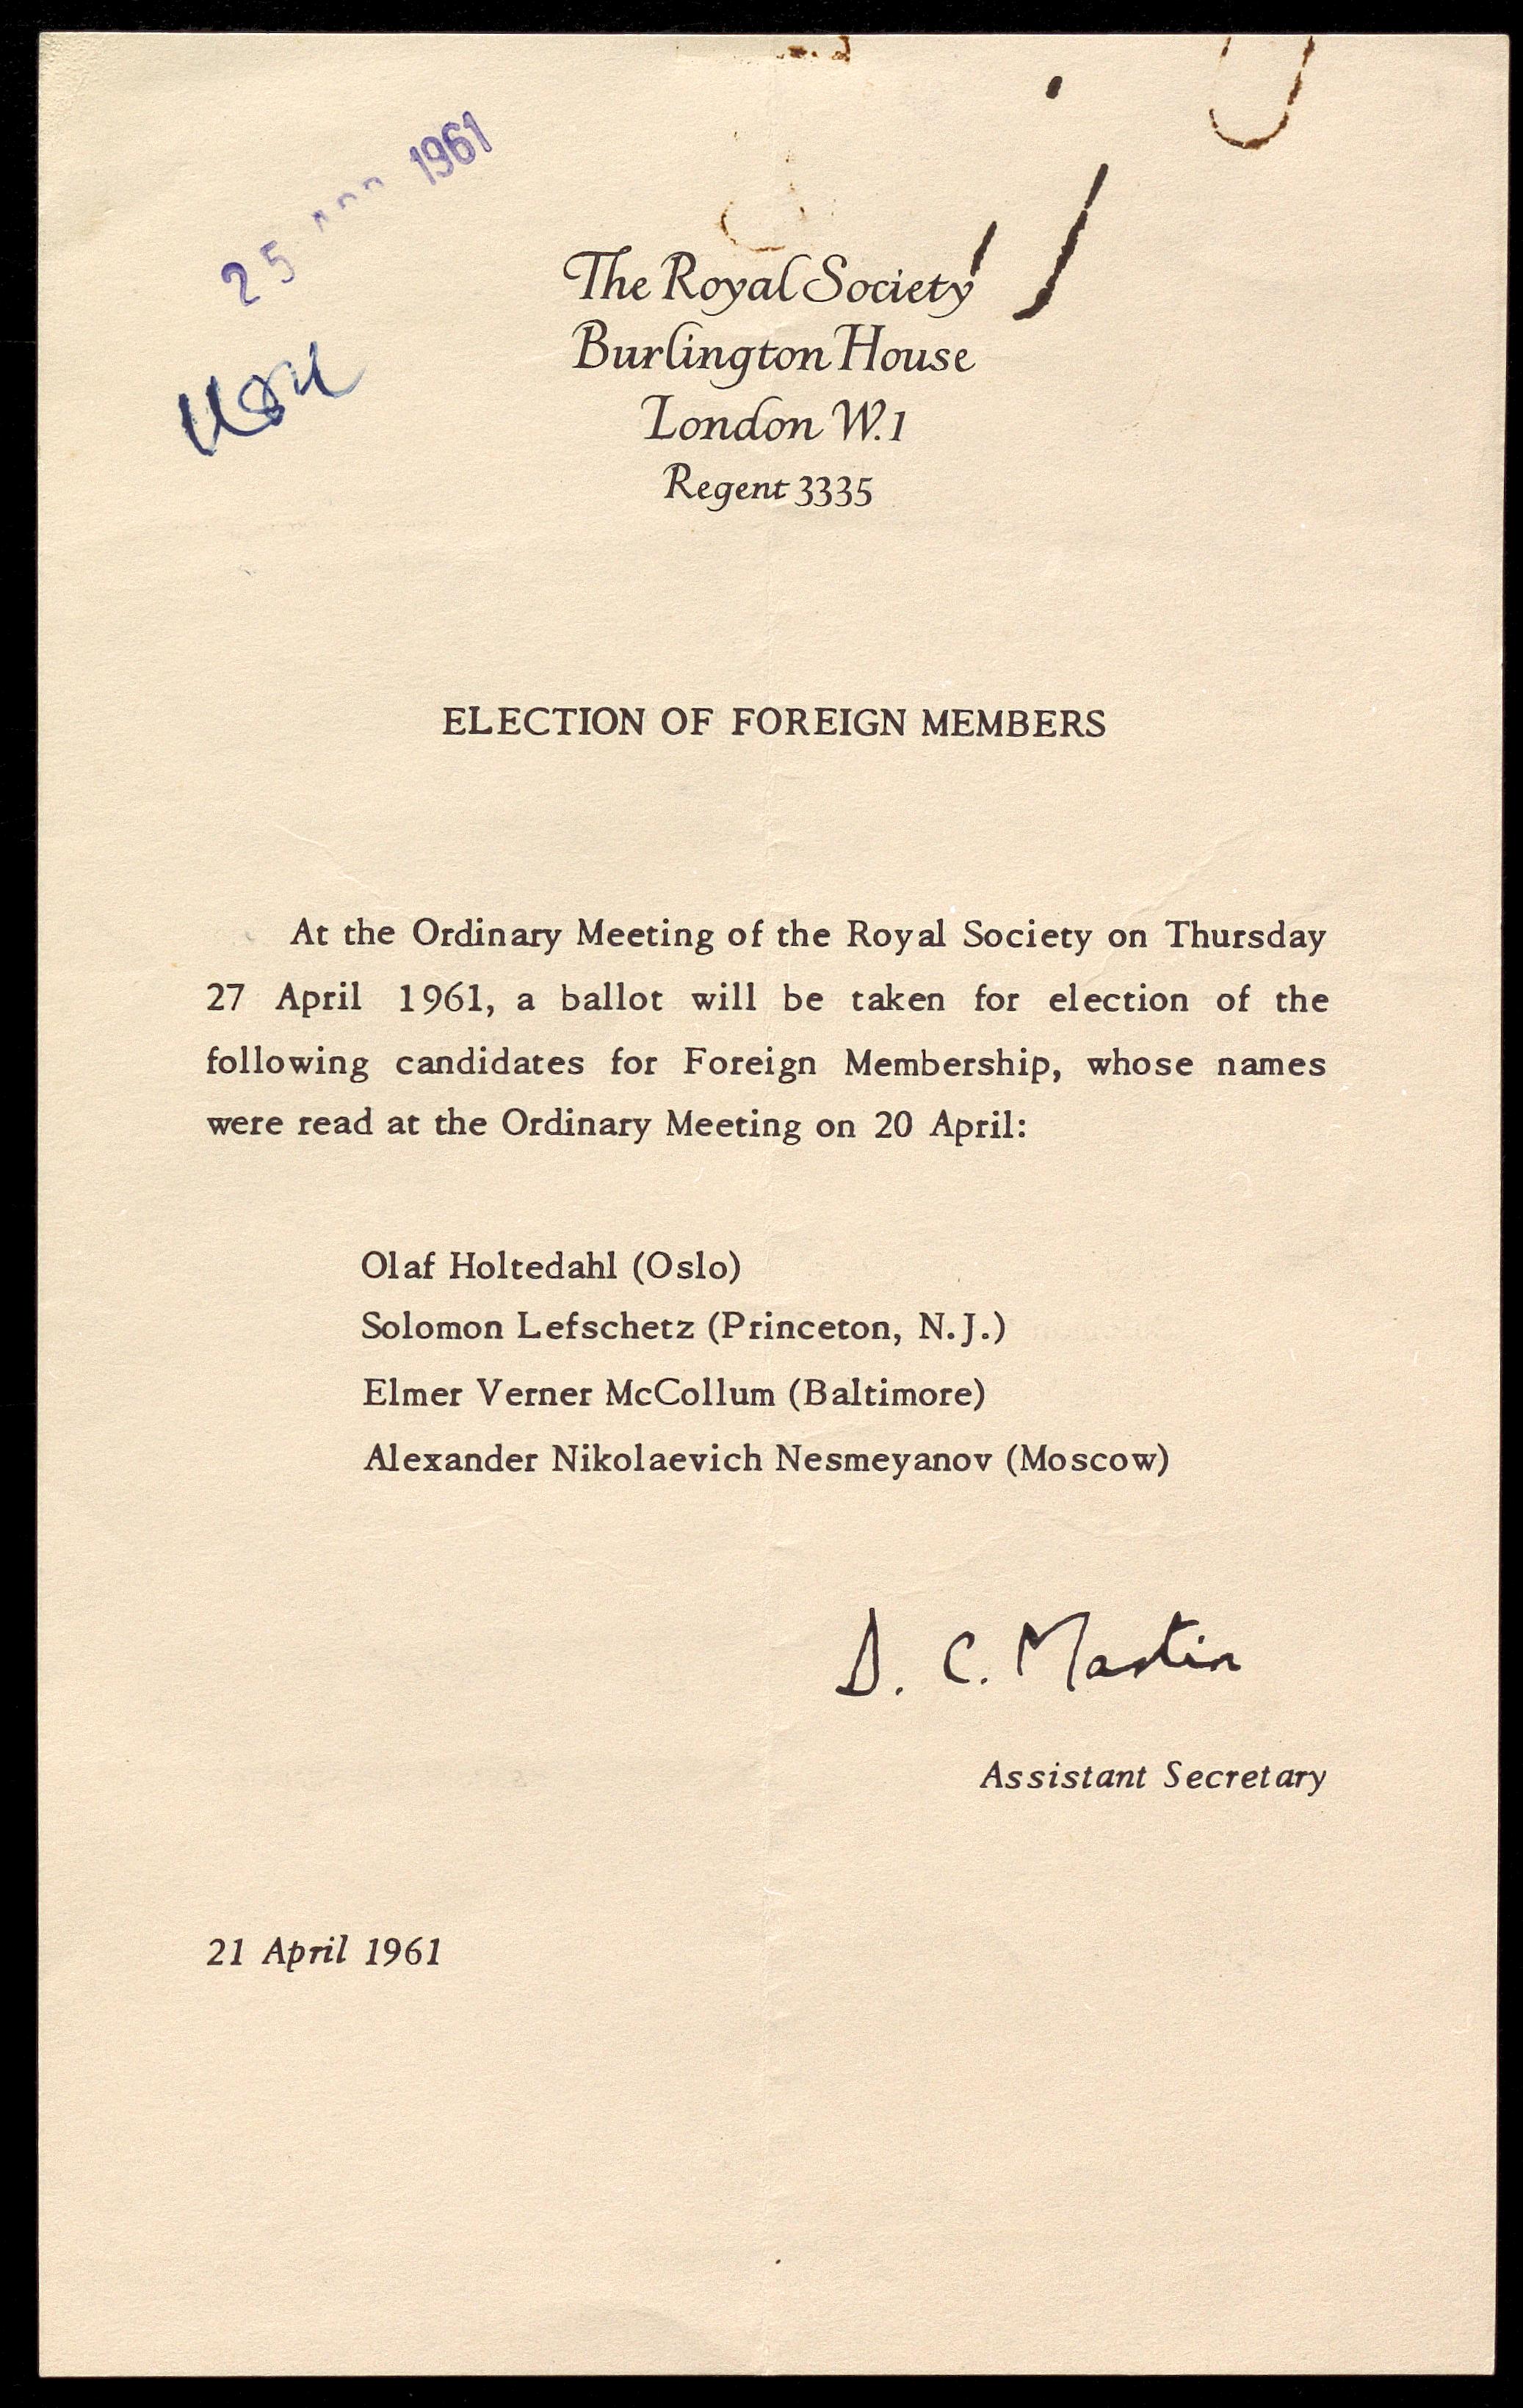 25 1961
The Royal Society
Burlington House
London W.1
Regent 3335
ELECTION OF FOREIGN MEMBERS
At the Ordinary Meeting of the Royal Society on Thursday
27 April 1961, a ballot will be taken for election of the
following candidates for Foreign Membership, whose names
were read at the Ordinary Meeting on 20 April:
Olaf Holtedahl (Oslo)
Solomon Lefschetz (Princeton, N.J.)
Elmer Verner McCollum (Baltimore)
Alexander Nikolaevich Nesmeyanov (Moscow)
D. C. Martin
Assistant Secretary
21 April 1961